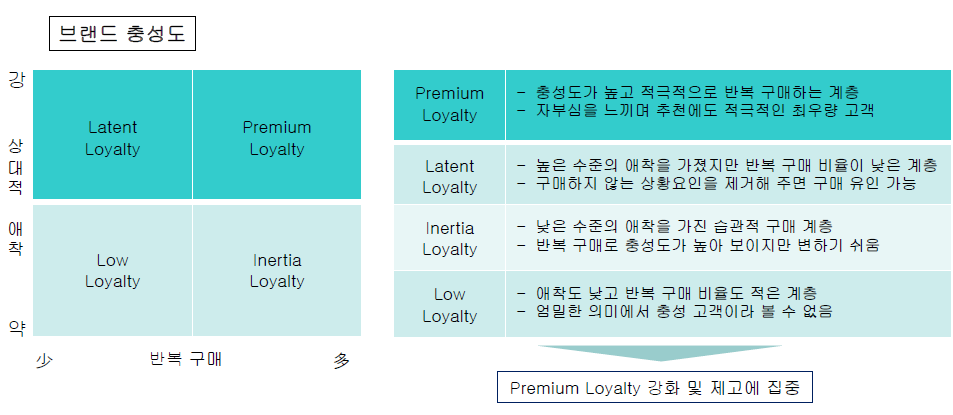 브랜드 충성도
강
상
대
적
애
착
약
Latent
Loyalty
Premium
Loyalty
Low
Loyalty
Inertia
Loyalty
少
반복 구매
多
Premium
Loyalty
- 충성도가 높고 적극적으로 반복 구매하는 계층
- 자부심을 느끼며 추천에도 적극적인 최우량 고객
Latent
Loyalty
- 높은 수준의 애착을 가졌지만 반복 구매 비율이 낮은 계층
- 구매하지 않는 상황요인을 제거해 주면 구매 유인 가능
Inertia
Loyalty
- 낮은 수준의 애착을 가진 습관적 구매 계층
- 반복 구매로 충성도가 높아 보이지만 변하기 쉬움
Low
Loyalty
- 애착도 낮고 반복 구매 비율도 적은 계층
- 엄밀한 의미에서 충성 고객이라 볼 수 없음
Premium Loyalty 강화 및 제고에 집중